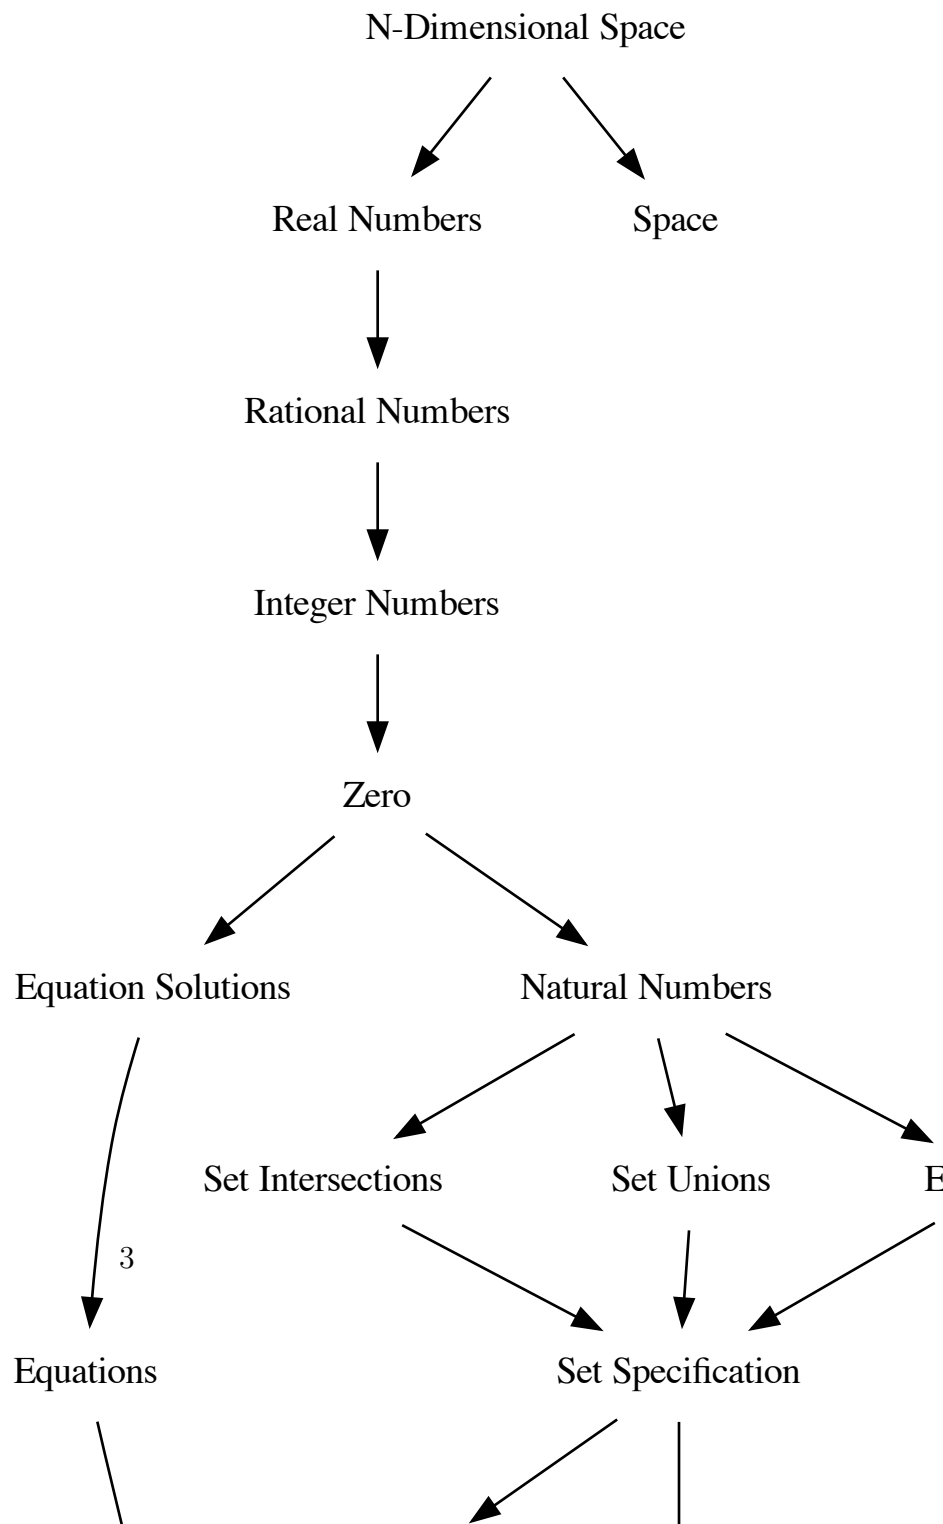 N-Dimensional Space
Real Numbers
Space
Rational Numbers
Integer Numbers
Zero
Equation Solutions
Natural Numbers
Set Intersections
Set Unions
3
Equations
Set Specification